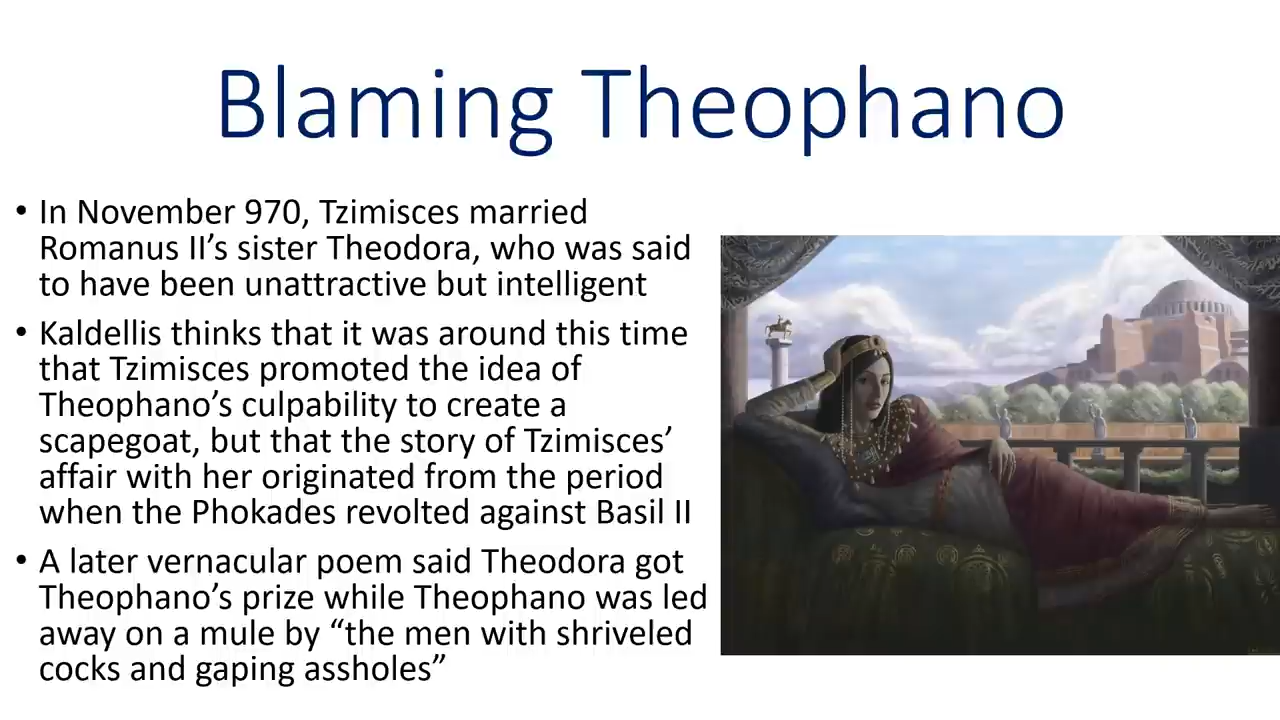 Blaming Theophano
• In November 970, Tzimisces married
Romanus II’s sister Theodora, who was said
to have been unattractive but intelligent
• Kaldellis thinks that it was around this time
that Tzimisces promoted the idea of
Theophano’s culpability to create a
scapegoat, but that the story of Tzimisces’
affair with her originated from the period
when the Phokades revolted against Basil II
• A later vernacular poem said Theodora got
Theophano’s prize while Theophano was led
away on a mule by “the men with shriveled
cocks and gaping assholes”